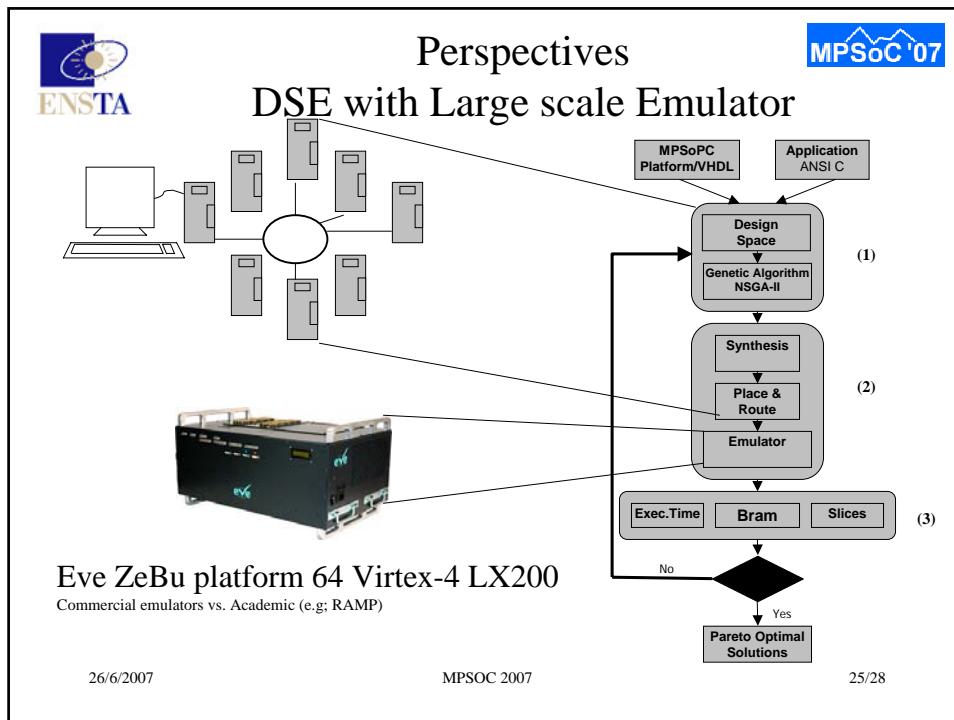 ENSTA
Perspectives
DSE with Large scale Emulator
MPSoC '07
MPSoPC
Platform/VHDL
Application
ANSI C
Design
Space
Genetic Algorithm
NSGA-II
(1)
Synthesis
Place &
Route
Emulator
(2)
Exec.Time
Bram
Slices
(3)
No
Yes
Pareto Optimal
Solutions
eve
eve
Eve ZeBu platform 64 Virtex-4 LX200
Commercial emulators vs. Academic (e.g; RAMP)
26/6/2007
MPSOC 2007
25/28